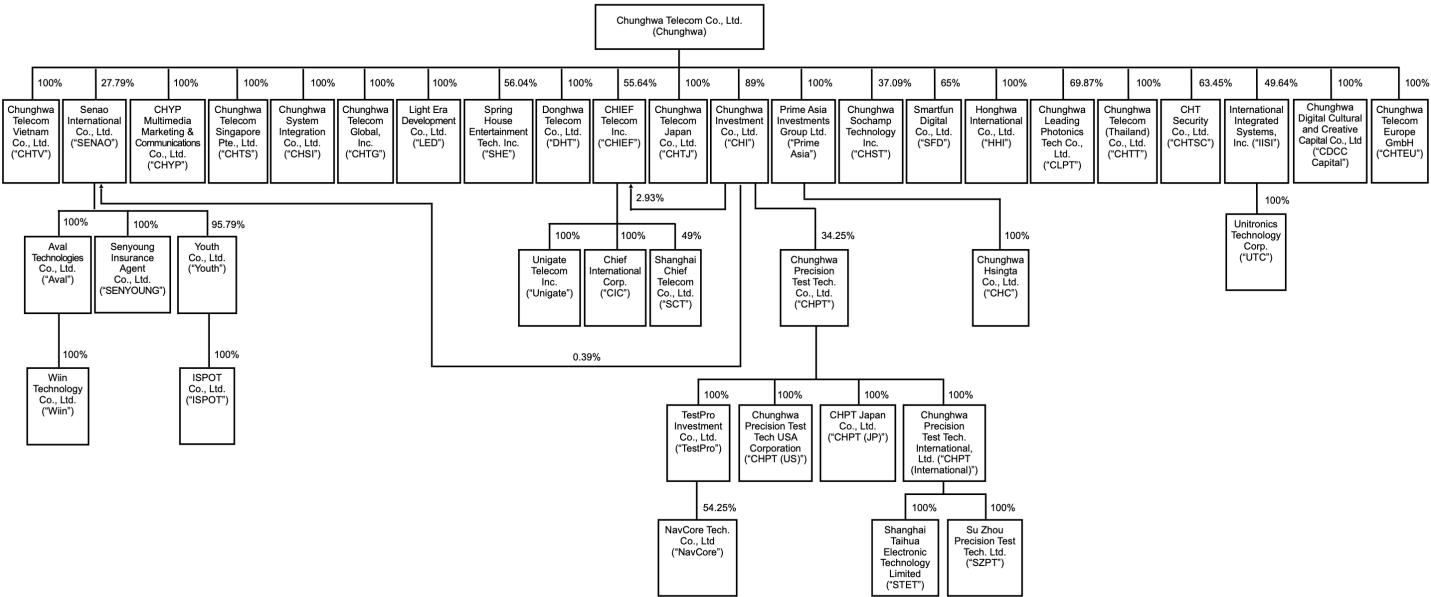 Chunghwa Telecom Co., Ltd.
(Chunghwa)
100%
27.79%
100%
100%
100%
100%
100%
56.04%
100%
55.64%
100%
89%
100%
37.09%
65%
100%
69.87%
100%
63.45%
49.64%
100%
100%
Chunghwa
Telecom
Vietnam
Co., Ltd.
("CHTV")
Senao
International
Co., Ltd.
("SENAO")
CHYP
Multimedia
Marketing &
Communications
Co., Ltd.
("CHYP")
Chunghwa
Telecom
Singapore
Pte., Ltd.
("CHTS")
Chunghwa
System
Integration
Co., Ltd.
("CHSI")
Chunghwa
Telecom
Global,
Inc.
("CHTG")
Light Era
Development
Co., Ltd.
("LED")
Spring
House
Entertainment
Tech. Inc.
("SHE")
Donghwa
Telecom
Co., Ltd.
("DHT")
CHIEF
Telecom
Inc.
("CHIEF")
Chunghwa
Telecom
Japan
Co., Ltd.
("CHTJ")
Chunghwa
Investment
Co., Ltd.
("CHI")
Prime Asia
Investments
Group Ltd.
("Prime
Asia")
Chunghwa
Sochamp
Technology
Inc.
("CHST")
Smartfun
Digital
Co., Ltd.
("SFD")
Honghwa
International
Co., Ltd.
("HHI")
Chunghwa
Leading
Photonics
Tech Co.,
Ltd.
("CLPT")
Chunghwa
Telecom
(Thailand)
Co., Ltd.
("CHTT")
CHT
Security
Co., Ltd.
("CHTSC")
International
Integrated
Systems,
Inc. ("IISI")
Chunghwa
Digital Cultural
and Creative
Capital Co., Ltd
("CDCC
Capital")
Chunghwa
Telecom
Europe
GmbH
("CHTEU")
2.93%
100%
100%
95.79%
100%
100%
49%
34.25%
100%
100%
Aval
Technologies
Co., Ltd.
("Aval")
Senyoung
Insurance
Agent
Co., Ltd.
("SENYOUNG")
Youth
Co., Ltd.
("Youth")
Unigate
Telecom
Inc.
("Unigate")
Chief
International
Corp.
("CIC")
Shanghai
Chief
Telecom
Co., Ltd.
("SCT")
Chunghwa
Precision
Test Tech.
Co., Ltd.
("CHPT")
Chunghwa
Hsingta
Co., Ltd.
("CHC")
Unitronics
Technology
Corp.
("UTC")
0.39%
100%
100%
Wiin
Technology
Co., Ltd.
("Wiin")
ISPOT
Co., Ltd.
("ISPOT")
100%
100%
100%
100%
TestPro
Investment
Co., Ltd.
("TestPro")
Chunghwa
Precision Test
Tech USA
Corporation
("CHPT (US)")
CHPT Japan
Co., Ltd.
("CHPT (JP)")
Chunghwa
Precision
Test Tech.
International,
Ltd. ("CHPT
(International)")
54.25%
100%
100%
NavCore Tech.
Co., Ltd
("NavCore")
Shanghai
Taihua
Electronic
Technology
Limited
("STET")
Su Zhou
Precision Test
Tech. Ltd.
("SZPT")